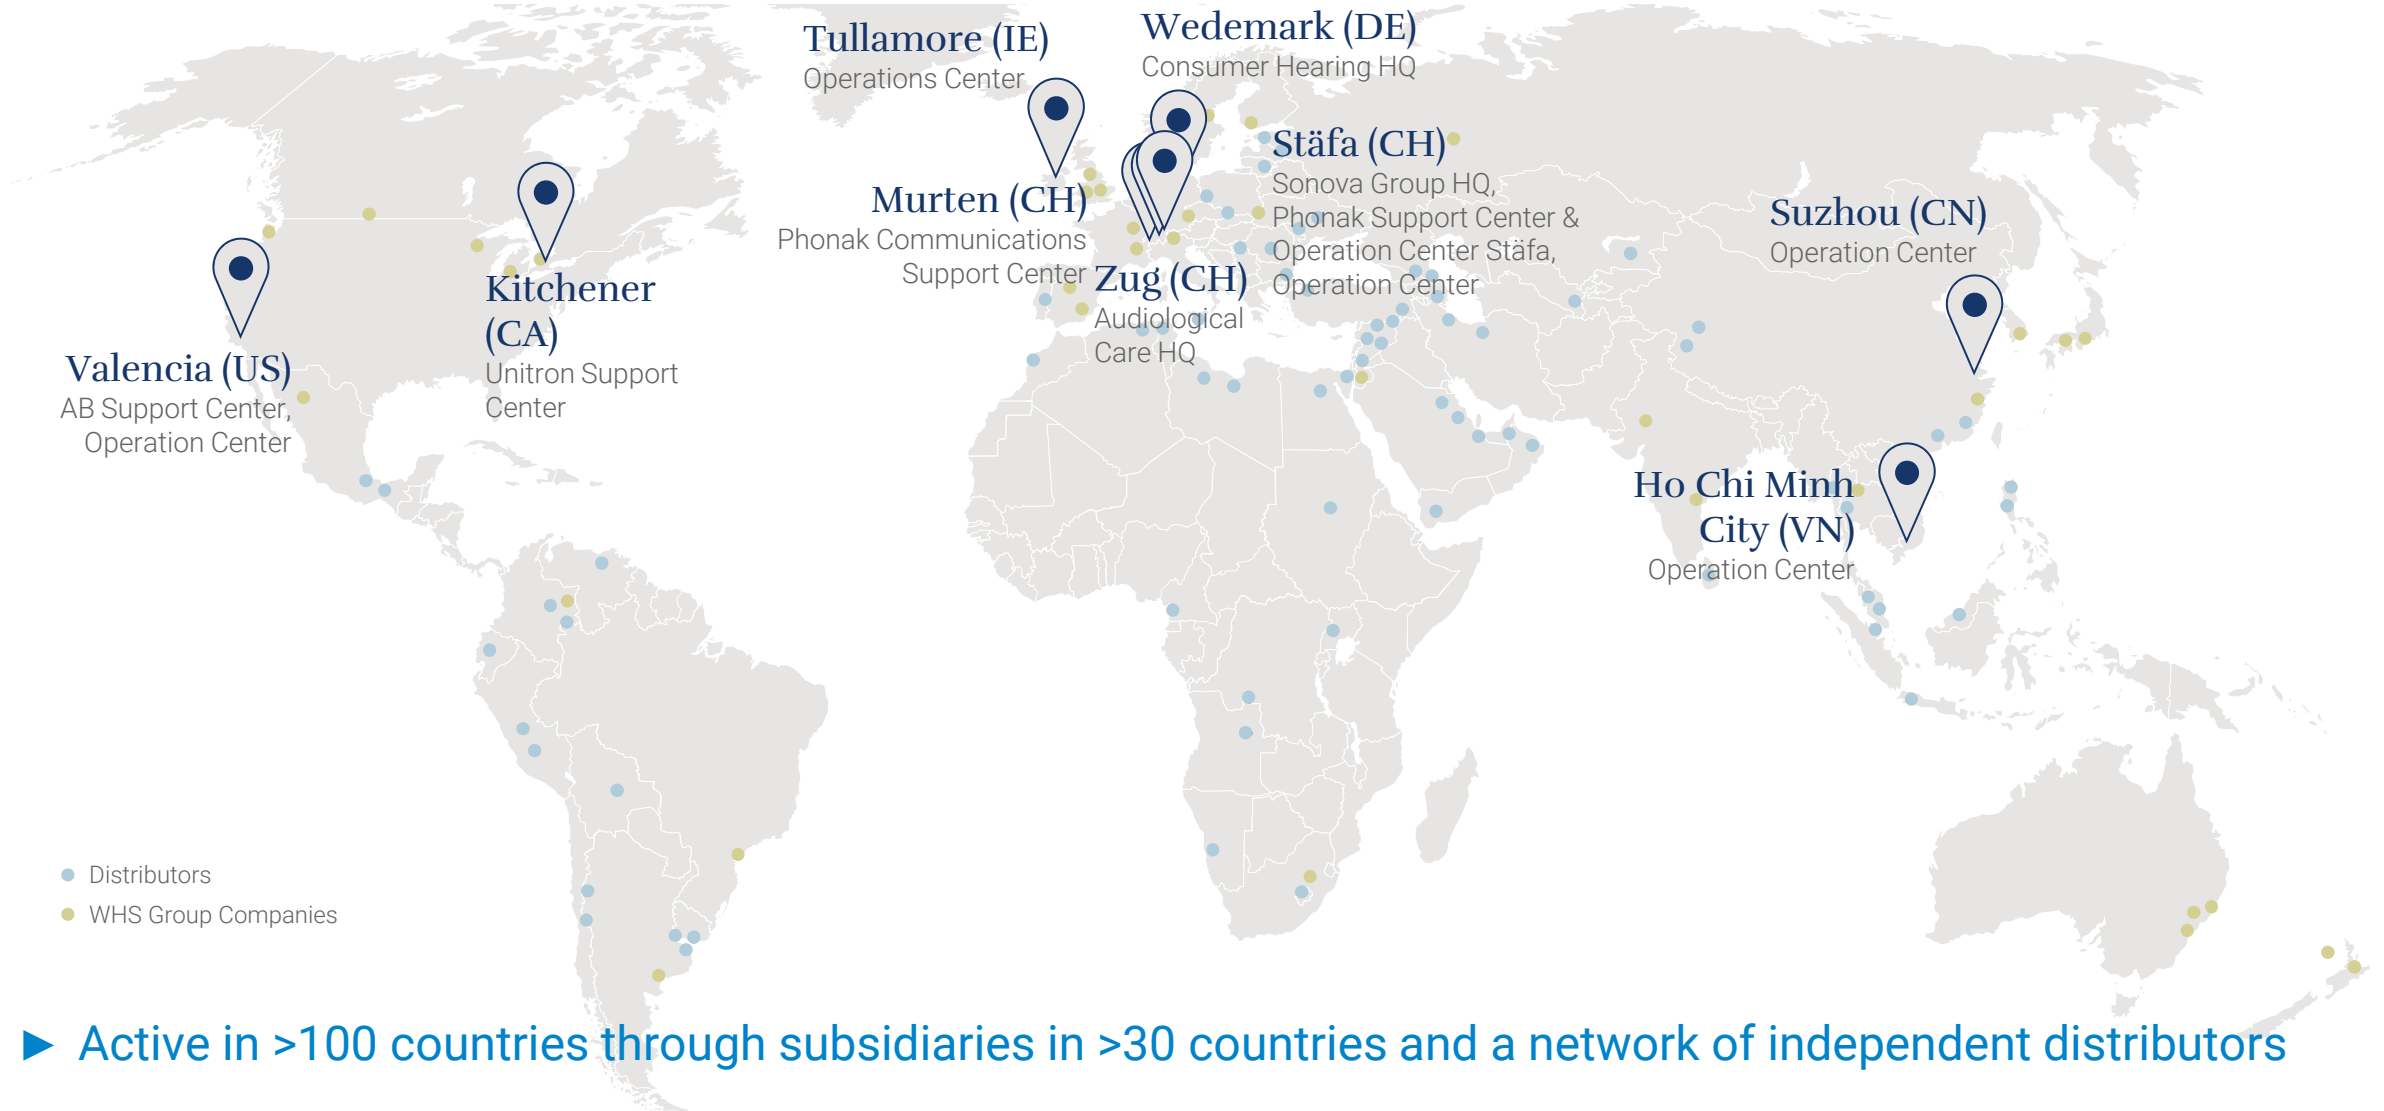 Tullamore (IE)
Operations Center
Wedemark (DE)
Consumer Hearing HQ
Stäfa (CH)
Sonova Group HQ,
Phonak Support Center &
Operation Center Stäfa,
Operation Center
Murten (CH)
Phonak Communications
Support Center
Zug (CH)
Audiological
Care HQ
Suzhou (CN)
Operation Center
Kitchener
(CA)
Unitron Support
Center
Valencia (US)
AB Support Center,
Operation Center
Ho Chi Minh
City (VN)
Operation Center
Distributors
WHS Group Companies
► Active in >100 countries through subsidiaries in >30 countries and a network of independent distributors